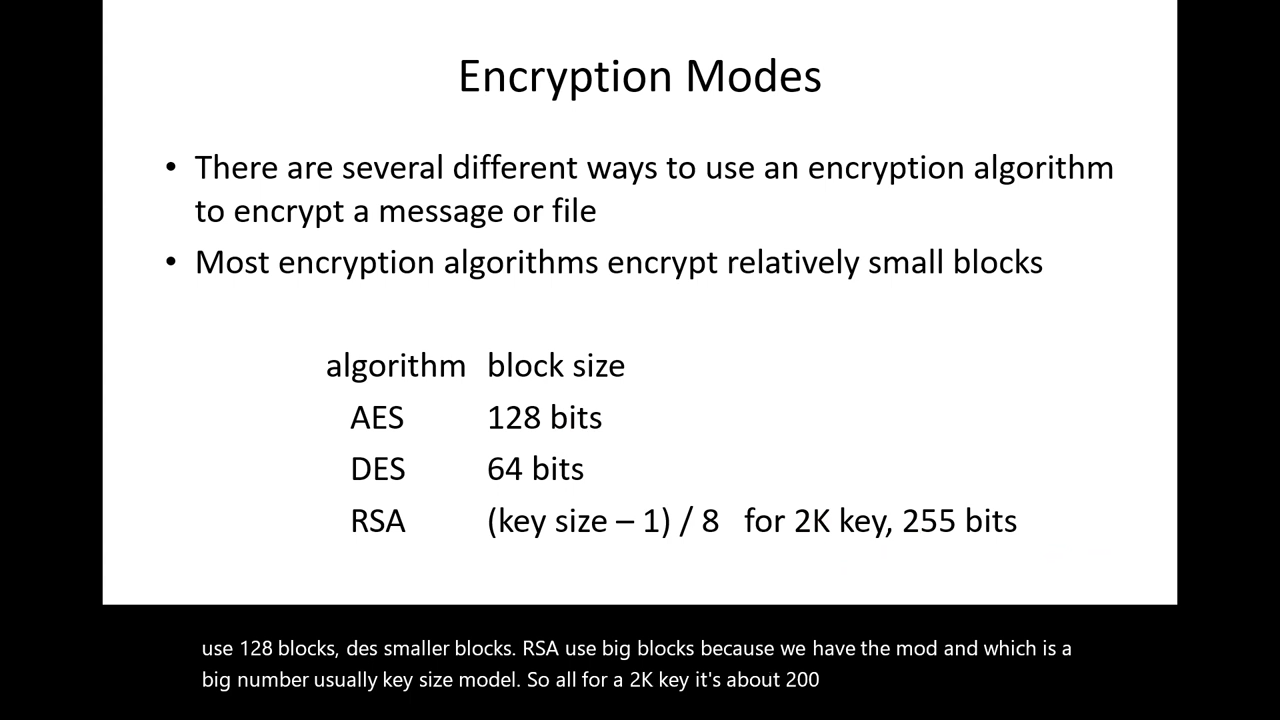 Encryption Modes
• There are several different ways to use an encryption algorithm
to encrypt a message or file
• Most encryption algorithms encrypt relatively small blocks
algorithm block size
AES 128 bits
DES 64 bits
RSA (key size – 1) / 8 for 2K key, 255 bits
use 128 blocks, des smaller blocks. RSA use big blocks because we have the mod and which is a
big number usually key size model. So all for a 2K key it's about 200